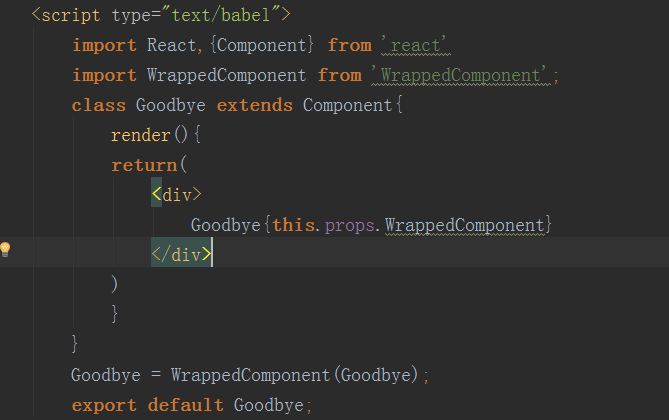 <script type="text/babel">
import React,{Component} from 'react'
import WrappedComponent from 'WrappedComponent';
class Goodbye extends Component{
render(){
return(
<div>
Goodbye{this.props.WrappedComponent}
</div>
)
}
}
Goodbye = WrappedComponent(Goodbye);
export default Goodbye;